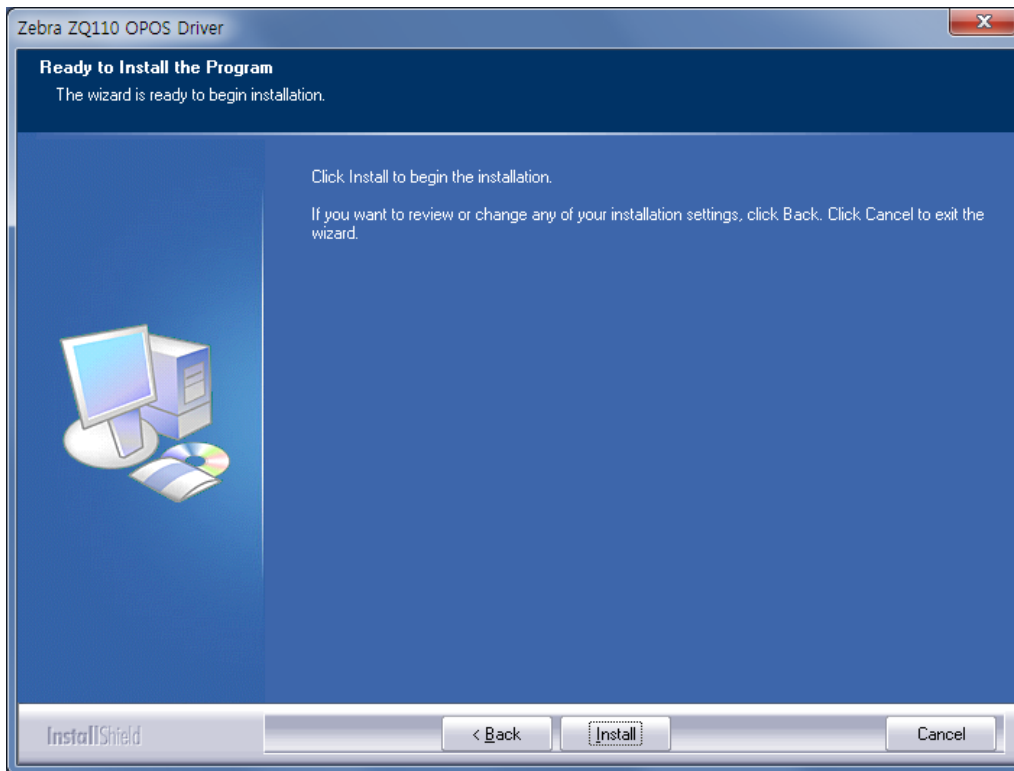 Zebra ZQ110 OPOS Driver
Ready to Install the Program
The wizard is ready to begin installation.
Click Install to begin the installation.
If you want to review or change any of your installation settings, click Back. Click Cancel to exit the
wizard.
InstallShield
< Back
Install
Cancel